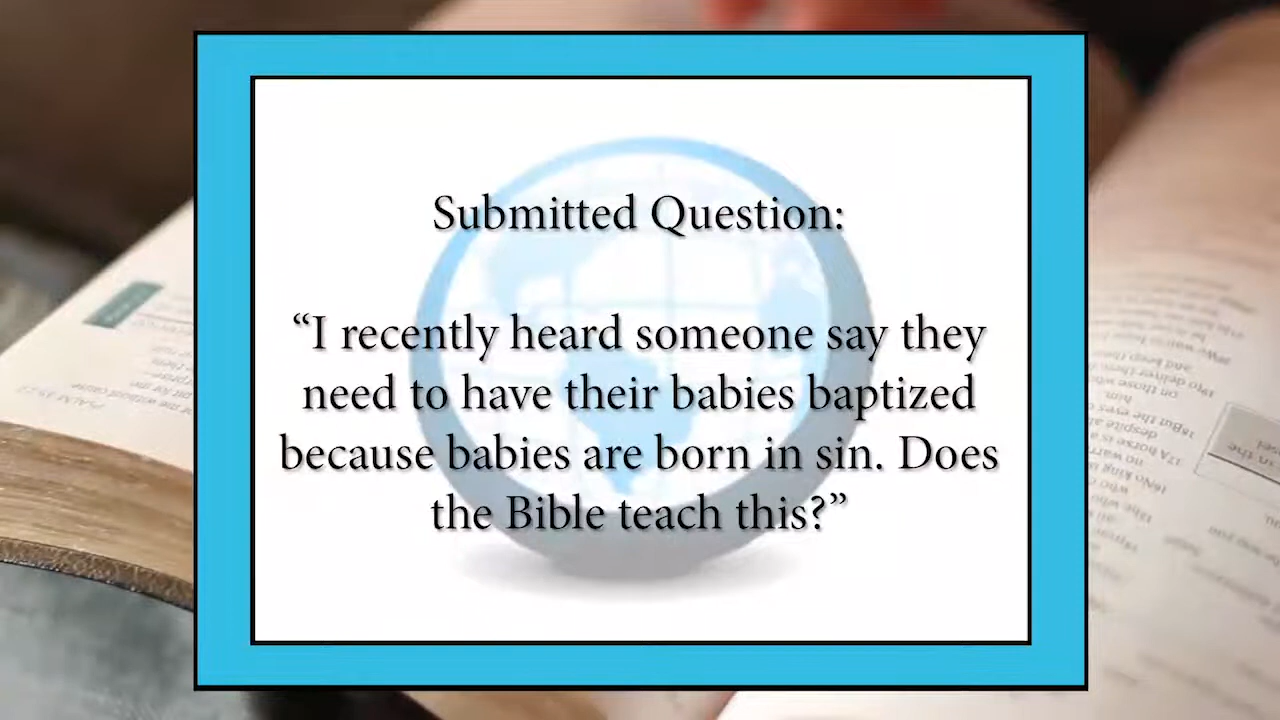 Submitted Question:
“I recently heard someone say they
need to have their babies baptized
because babies are born in sin. Does
the Bible teach this?”